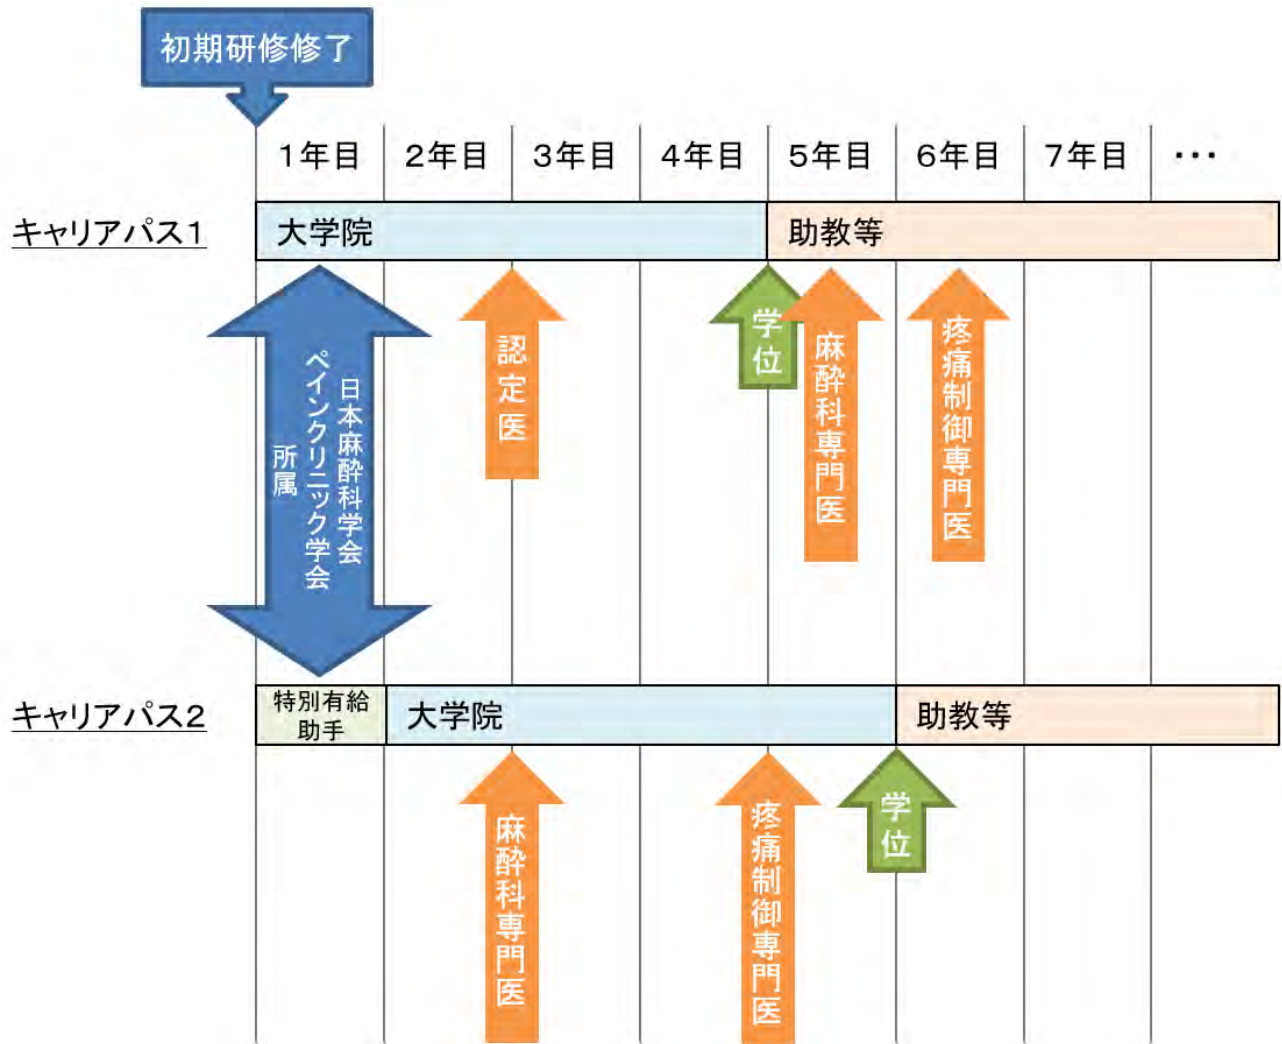 初期研修修了
1年目
2年目
3年目
4年目
5年目
6年目
7年目
・・・
キャリアパス1
大学院
助教等
日本麻酔科学会
ペインクリニック学会
所属
認定医
学位
麻酔科専門医
疼痛制御専門医
キャリアパス2
特別有給
助手
大学院
助教等
麻酔科専門医
疼痛制御専門医
学位